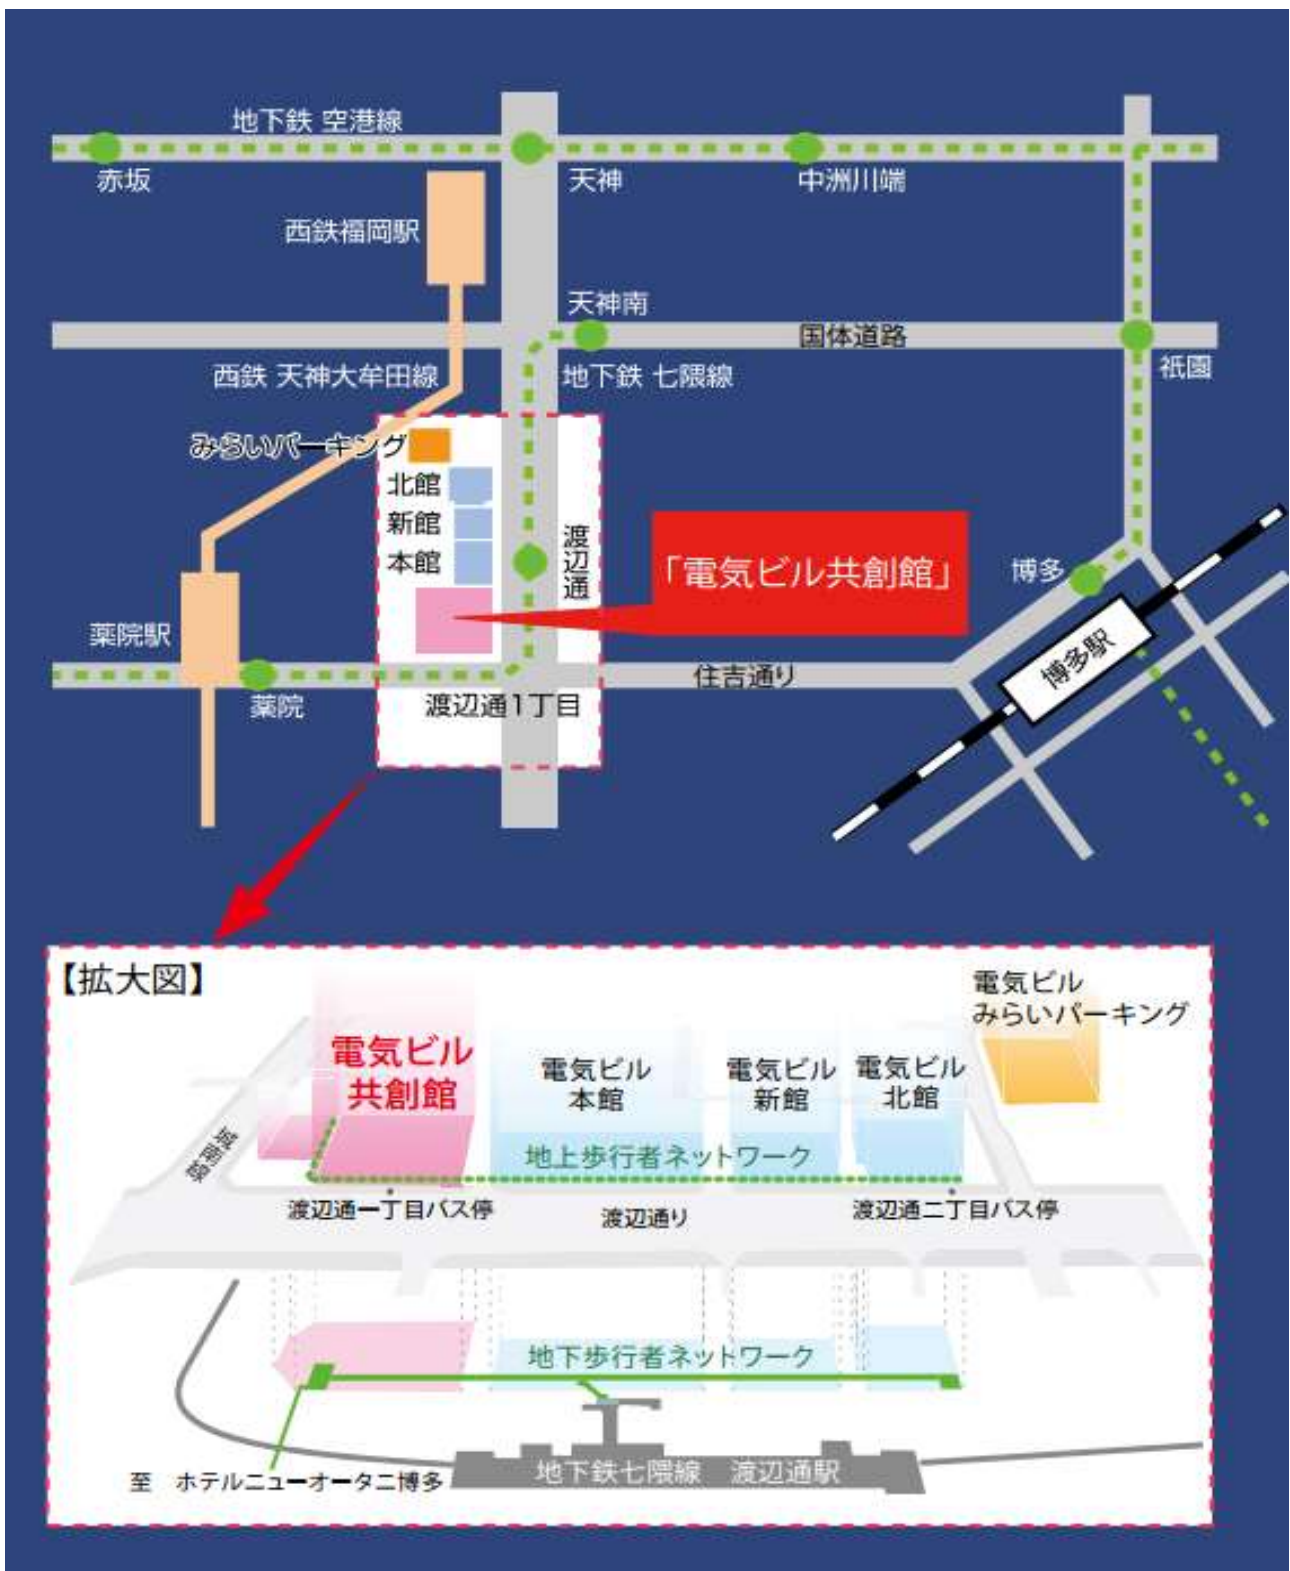 地下鉄 空港線
赤坂
天神
中洲川端
西鉄福岡駅
天神南
国体道路
西鉄 天神大牟田線
地下鉄 七隈線
祇園
みらいパーキング
北館
新館
本館
渡辺通
「電気ビル共創館」
博多
薬院駅
博多駅
住吉通り
薬院
渡辺通1丁目
【拡大図】
電気ビル
みらいパーキング
電気ビル
共創館
電気ビル
本館
電気ビル
新館
電気ビル
北館
城南線
地上歩行者ネットワーク
渡辺通一丁目バス停
渡辺通り
渡辺通二丁目バス停
地下歩行者ネットワーク
至 ホテルニューオータニ博多
地下鉄七隈線 渡辺通駅